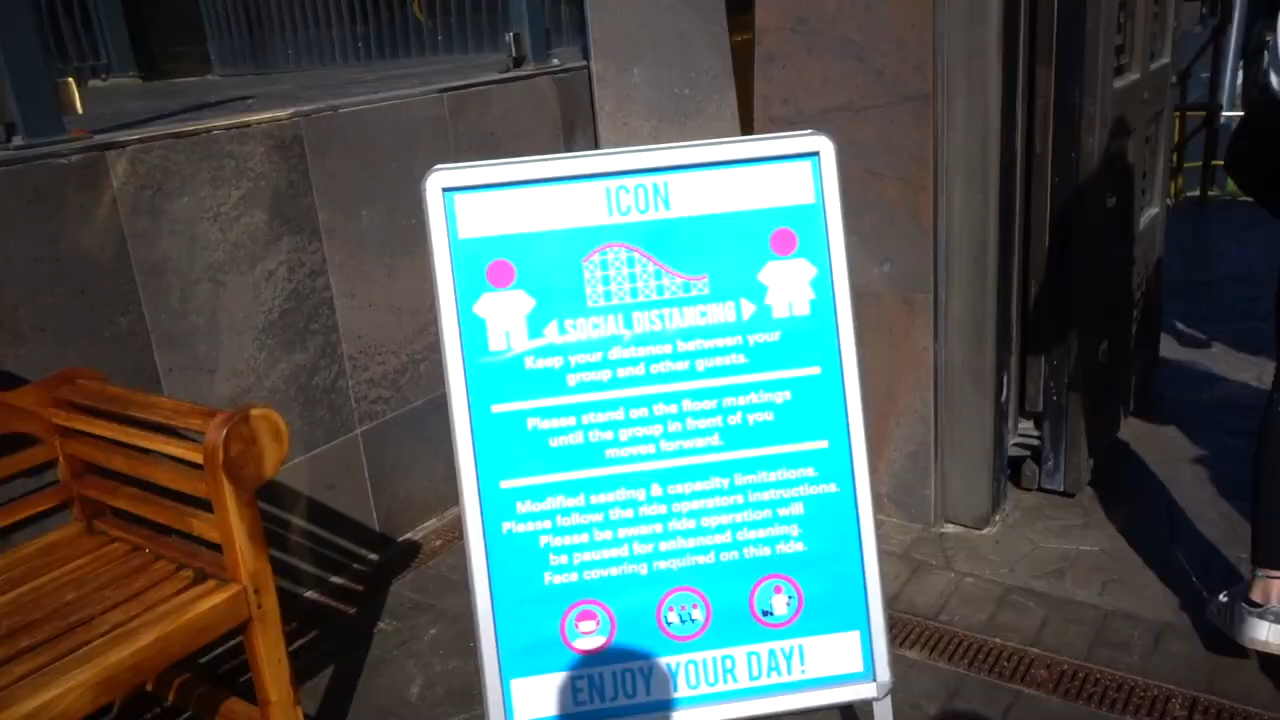 ICON
SOCIAL DISTANCING
Keep your distance between your
group and other guests.
Please stand on the floor markings
until the group in front of you
moves forward.
Modified seating & capacity limitations.
Please follow the ride operators instructions.
Please be aware ride operation will
be paused for enhanced cleaning.
Face covering required on this ride.
ENJOY YOUR DAY!